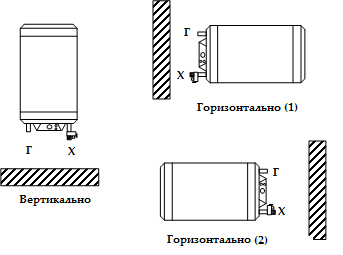 Г
Х
Горизонтально (1)
Г
Х
Вертикально
Г
Х
Горизонтально (2)